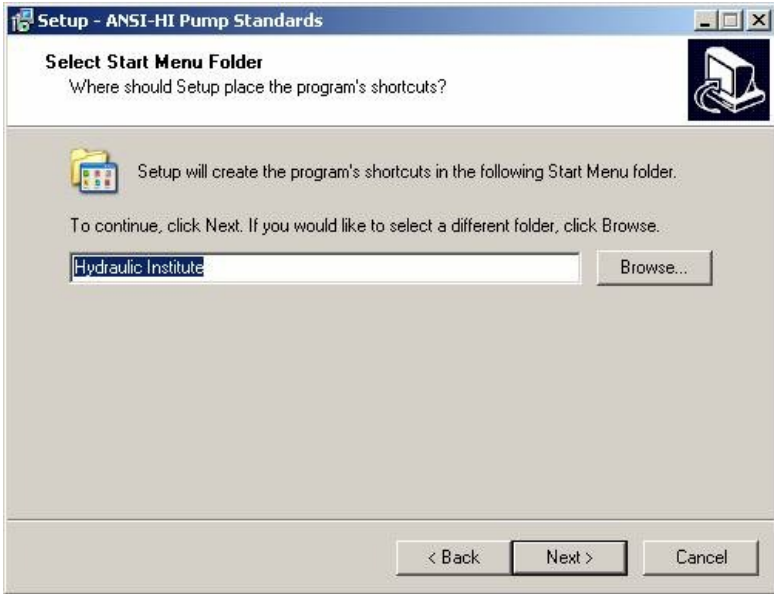 Setup - ANSI-HI Pump Standards
Select Start Menu Folder
Where should Setup place the program's shortcuts?
Setup will create the program's shortcuts in the following Start Menu folder.
To continue, click Next. If you would like to select a different folder, click Browse.
Hydraulic Institute
Browse...
< Back
Next >
Cancel